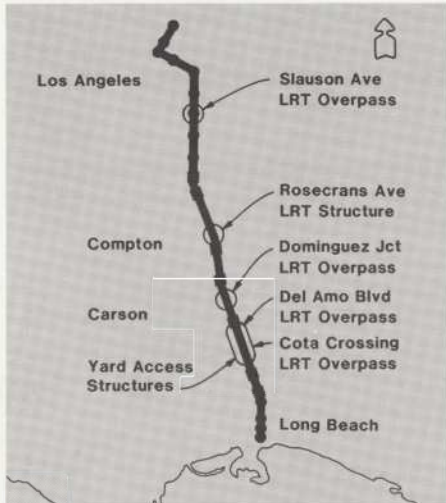 Los Angeles
Slauson Ave
LRT Overpass
Rosecrans Ave
LRT Structure
Compton
Dominguez Jct
LRT Overpass
Carson
Del Amo Blvd
LRT Overpass
Cota Crossing
LRT Overpass
Yard Access
Structures
Long Beach